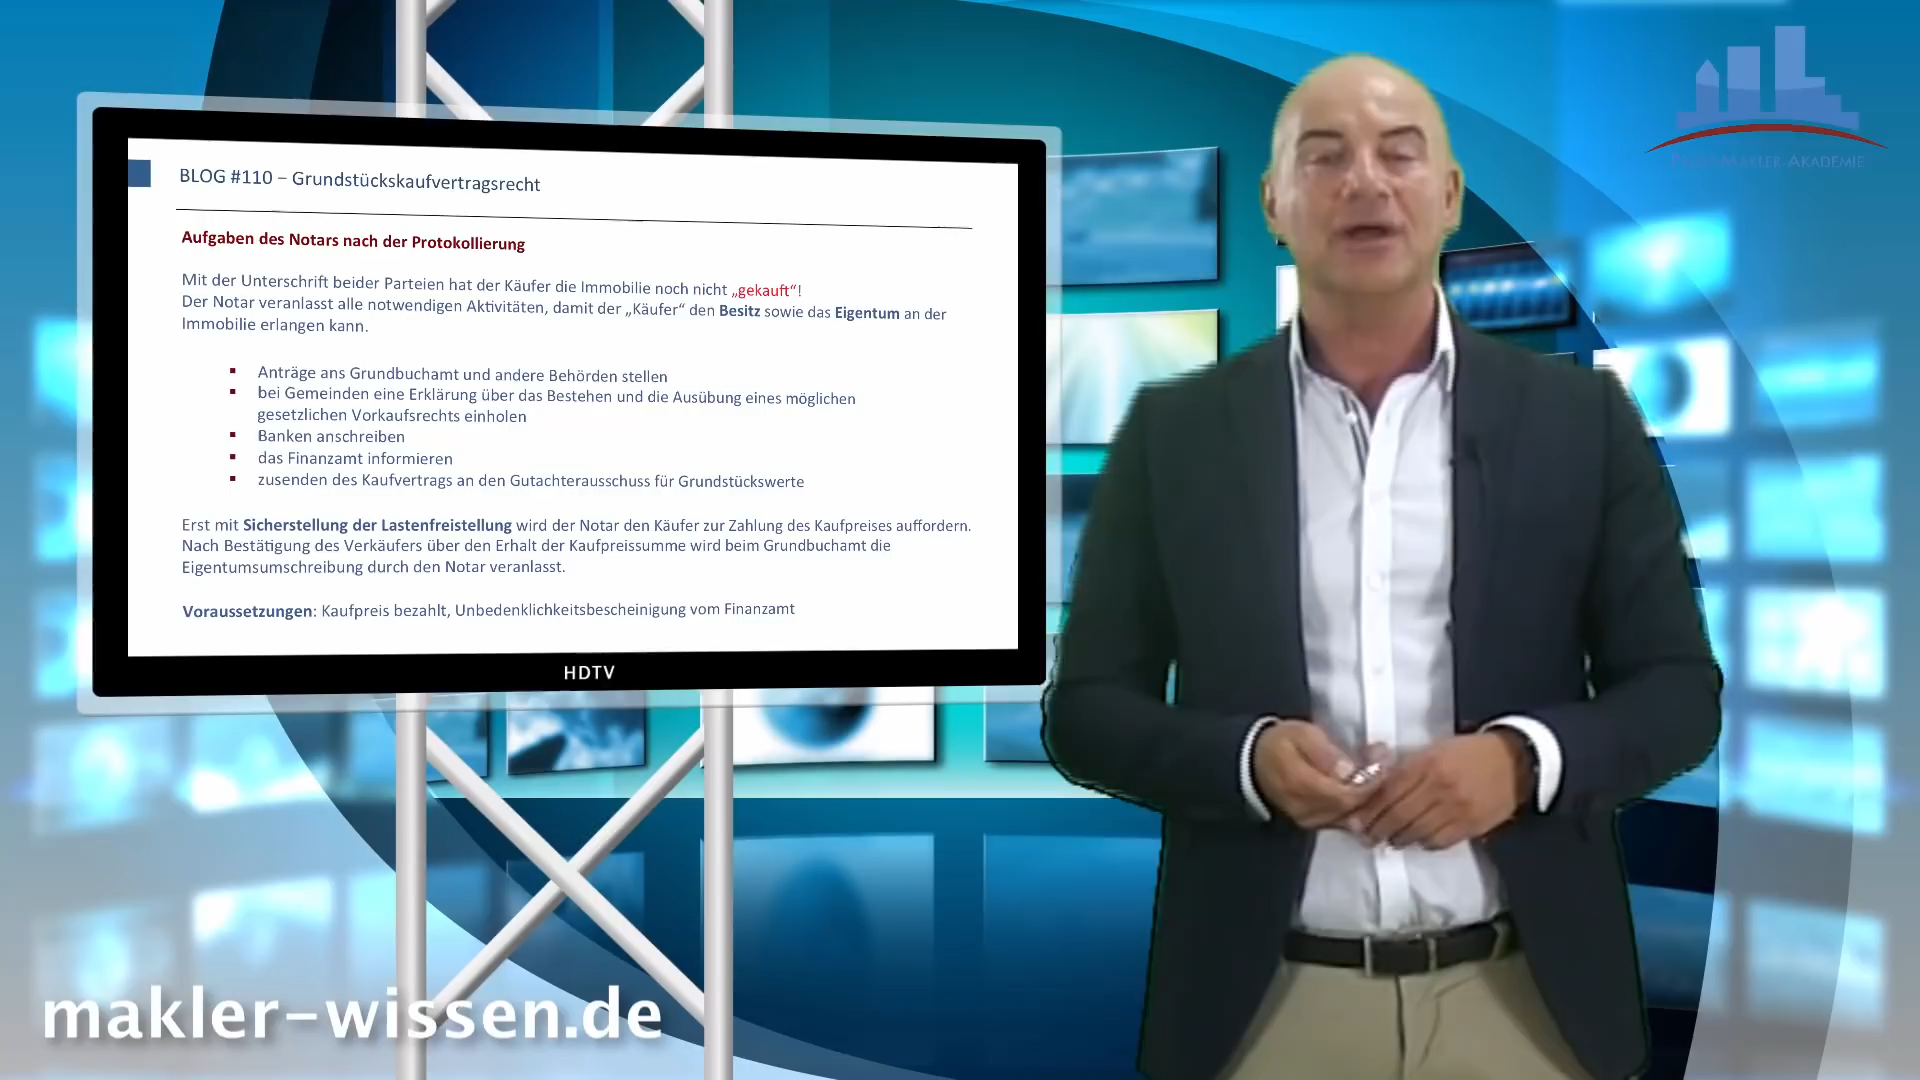 BLOG #110 – Grundstückskaufvertragsrecht
Aufgaben des Notars nach der Protokollierung
Mit der Unterschrift beider Parteien hat der Käufer die Immobilie noch nicht „gekauft“!
Der Notar veranlasst alle notwendigen Aktivitäten, damit der „Käufer“ den Besitz sowie das Eigentum an der
Immobilie erlangen kann.
▪ Anträge ans Grundbuchamt und andere Behörden stellen
▪ bei Gemeinden eine Erklärung über das Bestehen und die Ausübung eines möglichen
gesetzlichen Vorkaufsrechts einholen
▪ Banken anschreiben
▪ das Finanzamt informieren
▪ zusenden des Kaufvertrags an den Gutachterausschuss für Grundstückswerte
Erst mit Sicherstellung der Lastenfreistellung wird der Notar den Käufer zur Zahlung des Kaufpreises auffordern.
Nach Bestätigung des Verkäufers über den Erhalt der Kaufpreissumme wird beim Grundbuchamt die
Eigentumsumschreibung durch den Notar veranlasst.
Voraussetzungen: Kaufpreis bezahlt, Unbedenklichkeitsbescheinigung vom Finanzamt
HDTV
makler-wissen.de